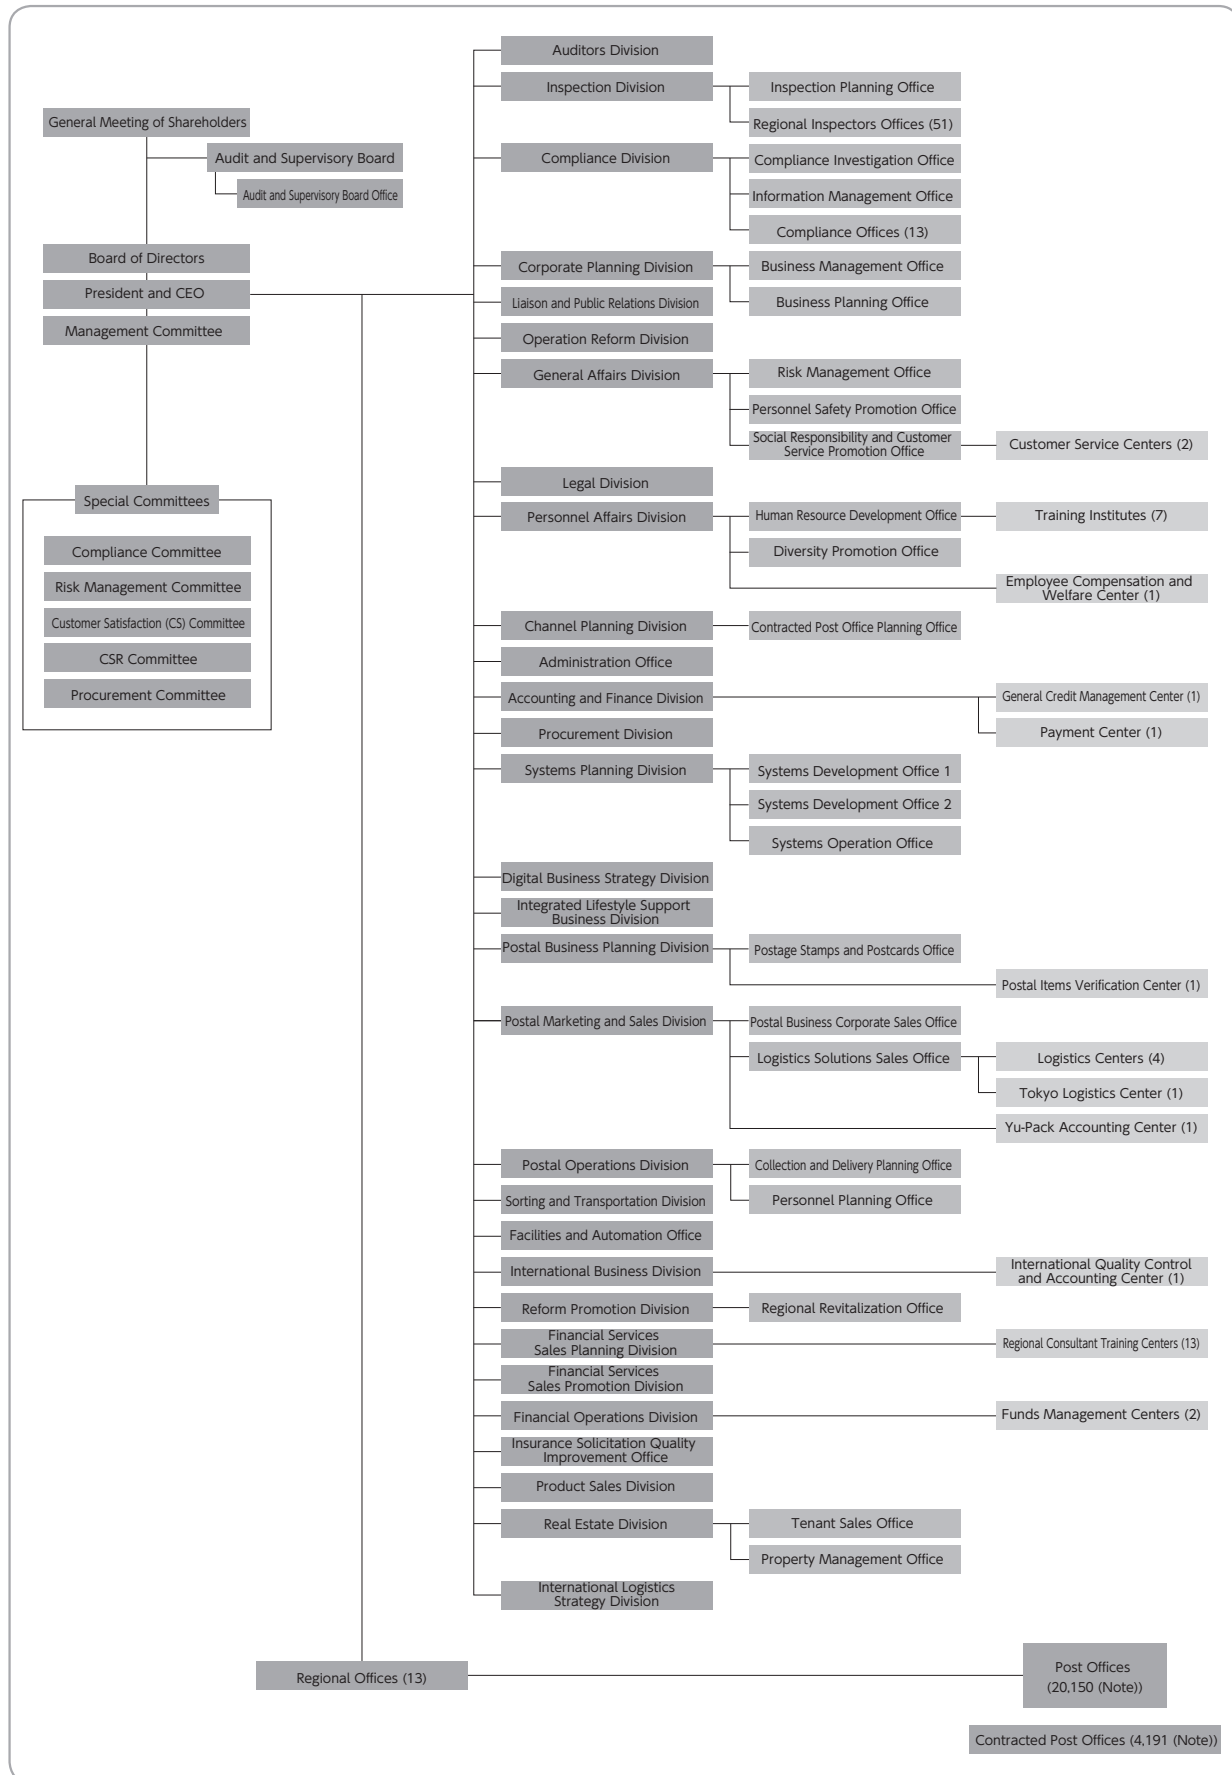 General Meeting of Shareholders
Audit and Supervisory Board
Audit and Supervisory Board Office
Board of Directors
President and CEO
Management Committee
Special Committees
Compliance Committee
Risk Management Committee
Customer Satisfaction (CS) Committee
CSR Committee
Procurement Committee
Auditors Division
Inspection Division
Inspection Planning Office
Regional Inspectors Offices (51)
Compliance Division
Compliance Investigation Office
Information Management Office
Compliance Offices (13)
Corporate Planning Division
Business Management Office
Business Planning Office
Liaison and Public Relations Division
Operation Reform Division
General Affairs Division
Risk Management Office
Personnel Safety Promotion Office
Social Responsibility and Customer
Service Promotion Office
Customer Service Centers (2)
Legal Division
Personnel Affairs Division
Human Resource Development Office
Training Institutes (7)
Diversity Promotion Office
Employee Compensation and
Welfare Center (1)
Channel Planning Division
Contracted Post Office Planning Office
Administration Office
Accounting and Finance Division
General Credit Management Center (1)
Payment Center (1)
Procurement Division
Systems Planning Division
Systems Development Office 1
Systems Development Office 2
Systems Operation Office
Digital Business Strategy Division
Integrated Lifestyle Support
Business Division
Postal Business Planning Division
Postage Stamps and Postcards Office
Postal Items Verification Center (1)
Postal Marketing and Sales Division
Postal Business Corporate Sales Office
Logistics Solutions Sales Office
Logistics Centers (4)
Tokyo Logistics Center (1)
Yu-Pack Accounting Center (1)
Postal Operations Division
Collection and Delivery Planning Office
Personnel Planning Office
Sorting and Transportation Division
Facilities and Automation Office
International Business Division
International Quality Control
and Accounting Center (1)
Reform Promotion Division
Regional Revitalization Office
Financial Services
Sales Planning Division
Regional Consultant Training Centers (13)
Financial Services
Sales Promotion Division
Financial Operations Division
Funds Management Centers (2)
Insurance Solicitation Quality
Improvement Office
Product Sales Division
Real Estate Division
Tenant Sales Office
Property Management Office
International Logistics
Strategy Division
Regional Offices (13)
Post Offices
(20,150 (Note))
Contracted Post Offices (4,191 (Note))